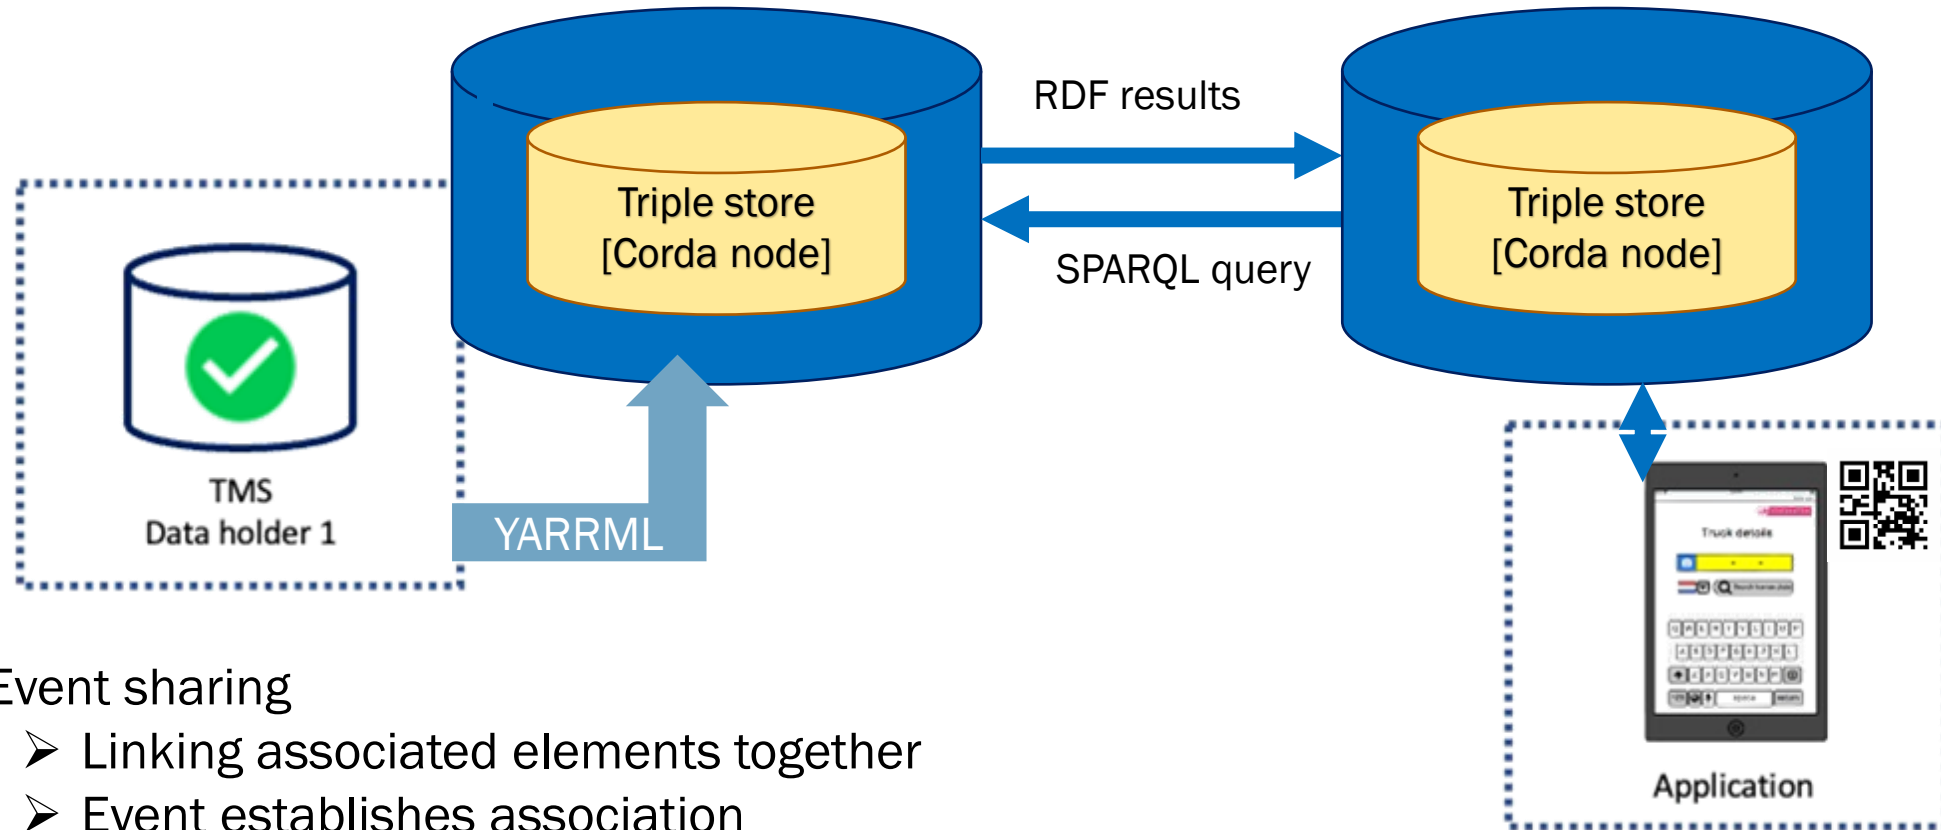 RDF results
Triple store
[Corda node]
Triple store
[Corda node]
SPARQL query
TMS
Data holder 1
YARRML
Truck details
Application
Event sharing
➢ Linking associated elements together
➢ Event establishes association